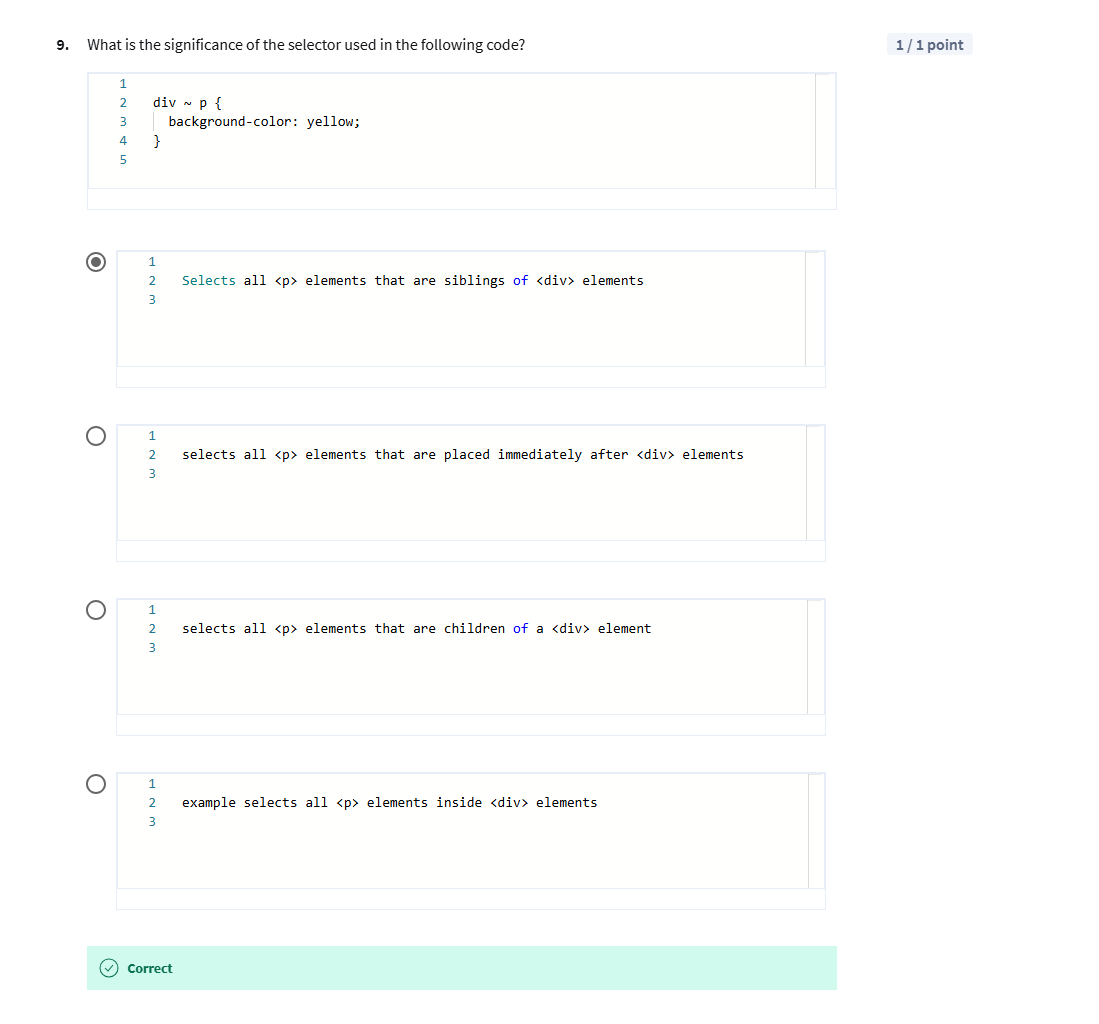 9. What is the significance of the selector used in the following code?
1 / 1 point
1
2 div ~ p {
3 background-color: yellow;
4 }
5
1
2 Selects all <p> elements that are siblings of <div> elements
3
1
2 selects all <p> elements that are placed immediately after <div> elements
3
1
2 selects all <p> elements that are children of a <div> element
3
1
2 example selects all <p> elements inside <div> elements
3
Correct